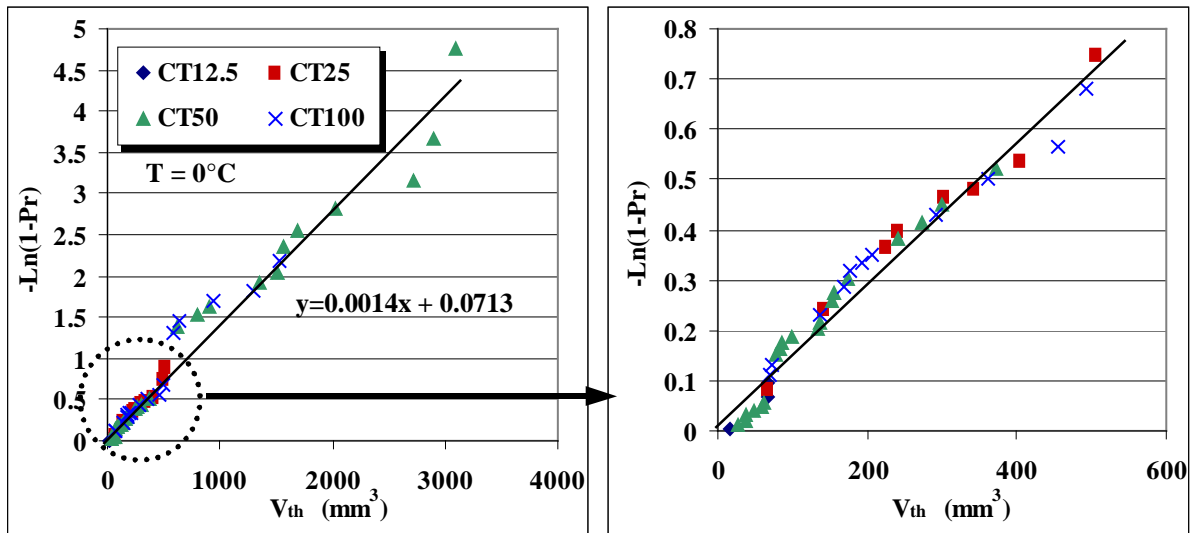 5
4.5
4
3.5
3
2.5
2
1.5
1
0.5
0
-Ln(1-Pr)
CT12.5 CT25
CT50 CT100
T = 0°C
y=0.0014x + 0.0713
0 1000 2000 3000 4000
Vth (mm³)
0.8
0.7
0.6
0.5
0.4
0.3
0.2
0.1
0
-Ln(1-Pr)
0 200 400 600
Vth (mm³)